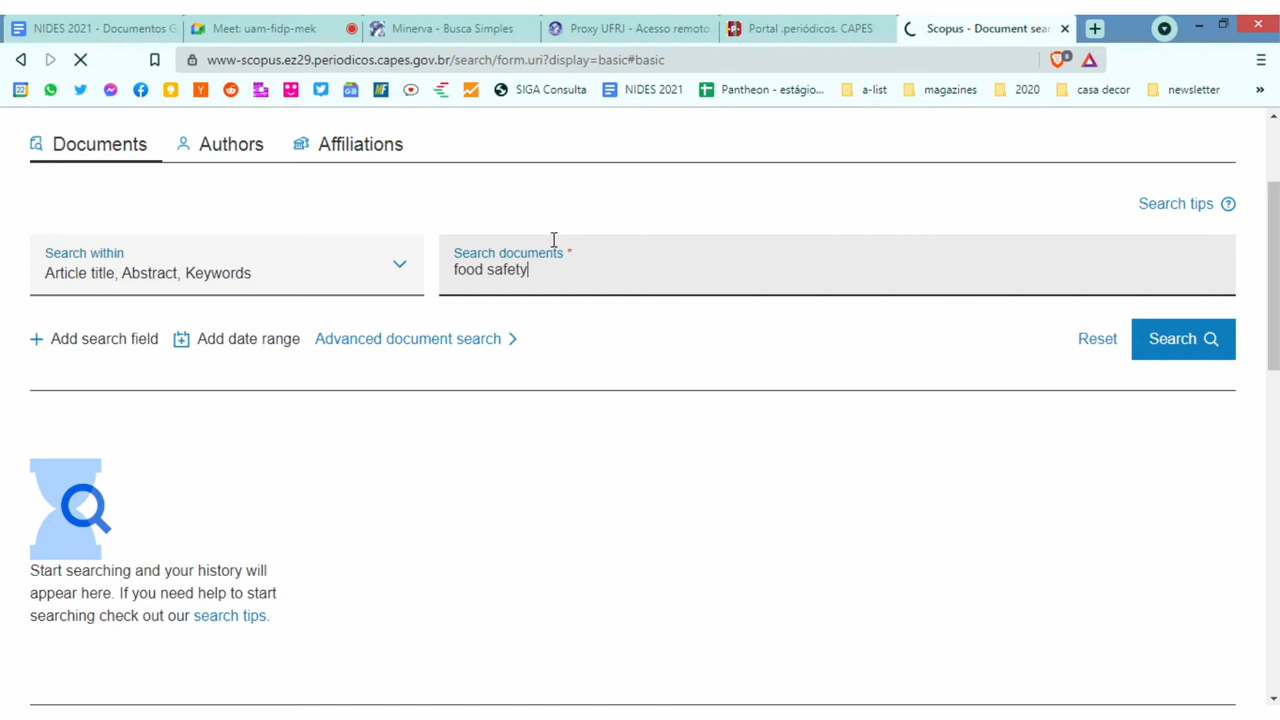 NIDES 2021 - Documentos G
Meet: uam-fidp-mek
Minerva - Busca Simples
Proxy UFRJ - Acesso remoto
Portal .periódicos. CAPES
Scopus - Document sear
www-scopus.ez29.periodicos.capes.gov.br/search/form.uri?display=basic#basic
SIGA Consulta
NIDES 2021
Pantheon - estágio...
a-list
magazines
2020
casa decor
newsletter
»
Documents
Authors
Affiliations
Search tips
Search within
Article title, Abstract, Keywords
Search documents *
food safety
Add search field
Add date range
Advanced document search
Reset
Search
Start searching and your history will
appear here. If you need help to start
searching check out our search tips.